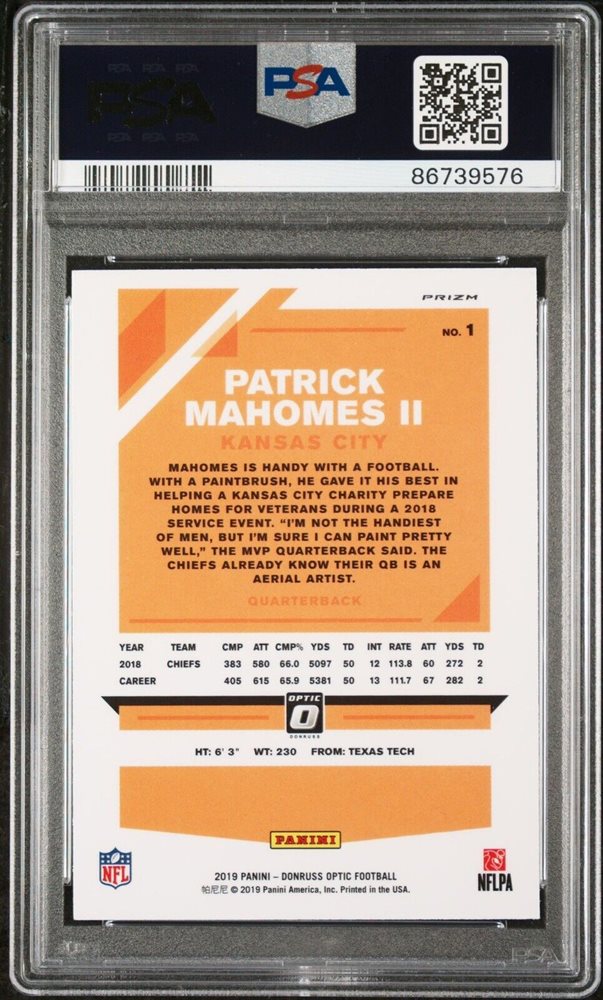 PSA PSA PSA
PSA
PSA PSA PSA
PSA
86739576
PRIZM
NO. 1
PATRICK
MAHOMES II
KANSAS CITY
MAHOMES IS HANDY WITH A FOOTBALL.
WITH A PAINTBRUSH, HE GAVE IT HIS BEST IN
HELPING A KANSAS CITY CHARITY PREPARE
HOMES FOR VETERANS DURING A 2018
SERVICE EVENT. “I’M NOT THE HANDIEST
OF MEN, BUT I’M SURE I CAN PAINT PRETTY
WELL,” THE MVP QUARTERBACK SAID. THE
CHIEFS ALREADY KNOW THEIR QB IS AN
AERIAL ARTIST.
QUARTERBACK
YEAR TEAM CMP ATT CMP% YDS TD INT RATE ATT YDS TD
2018 CHIEFS 383 580 66.0 5097 50 12 113.8 60 272 2
CAREER 405 615 65.9 5381 50 13 111.7 67 282 2
OPTIC
DONRUSS
HT: 6' 3" WT: 230 FROM: TEXAS TECH
PANINI
NFL
2019 PANINI – DONRUSS OPTIC FOOTBALL
帕尼尼 © 2019 Panini America, Inc. Printed in the USA.
NFLPA
PSA